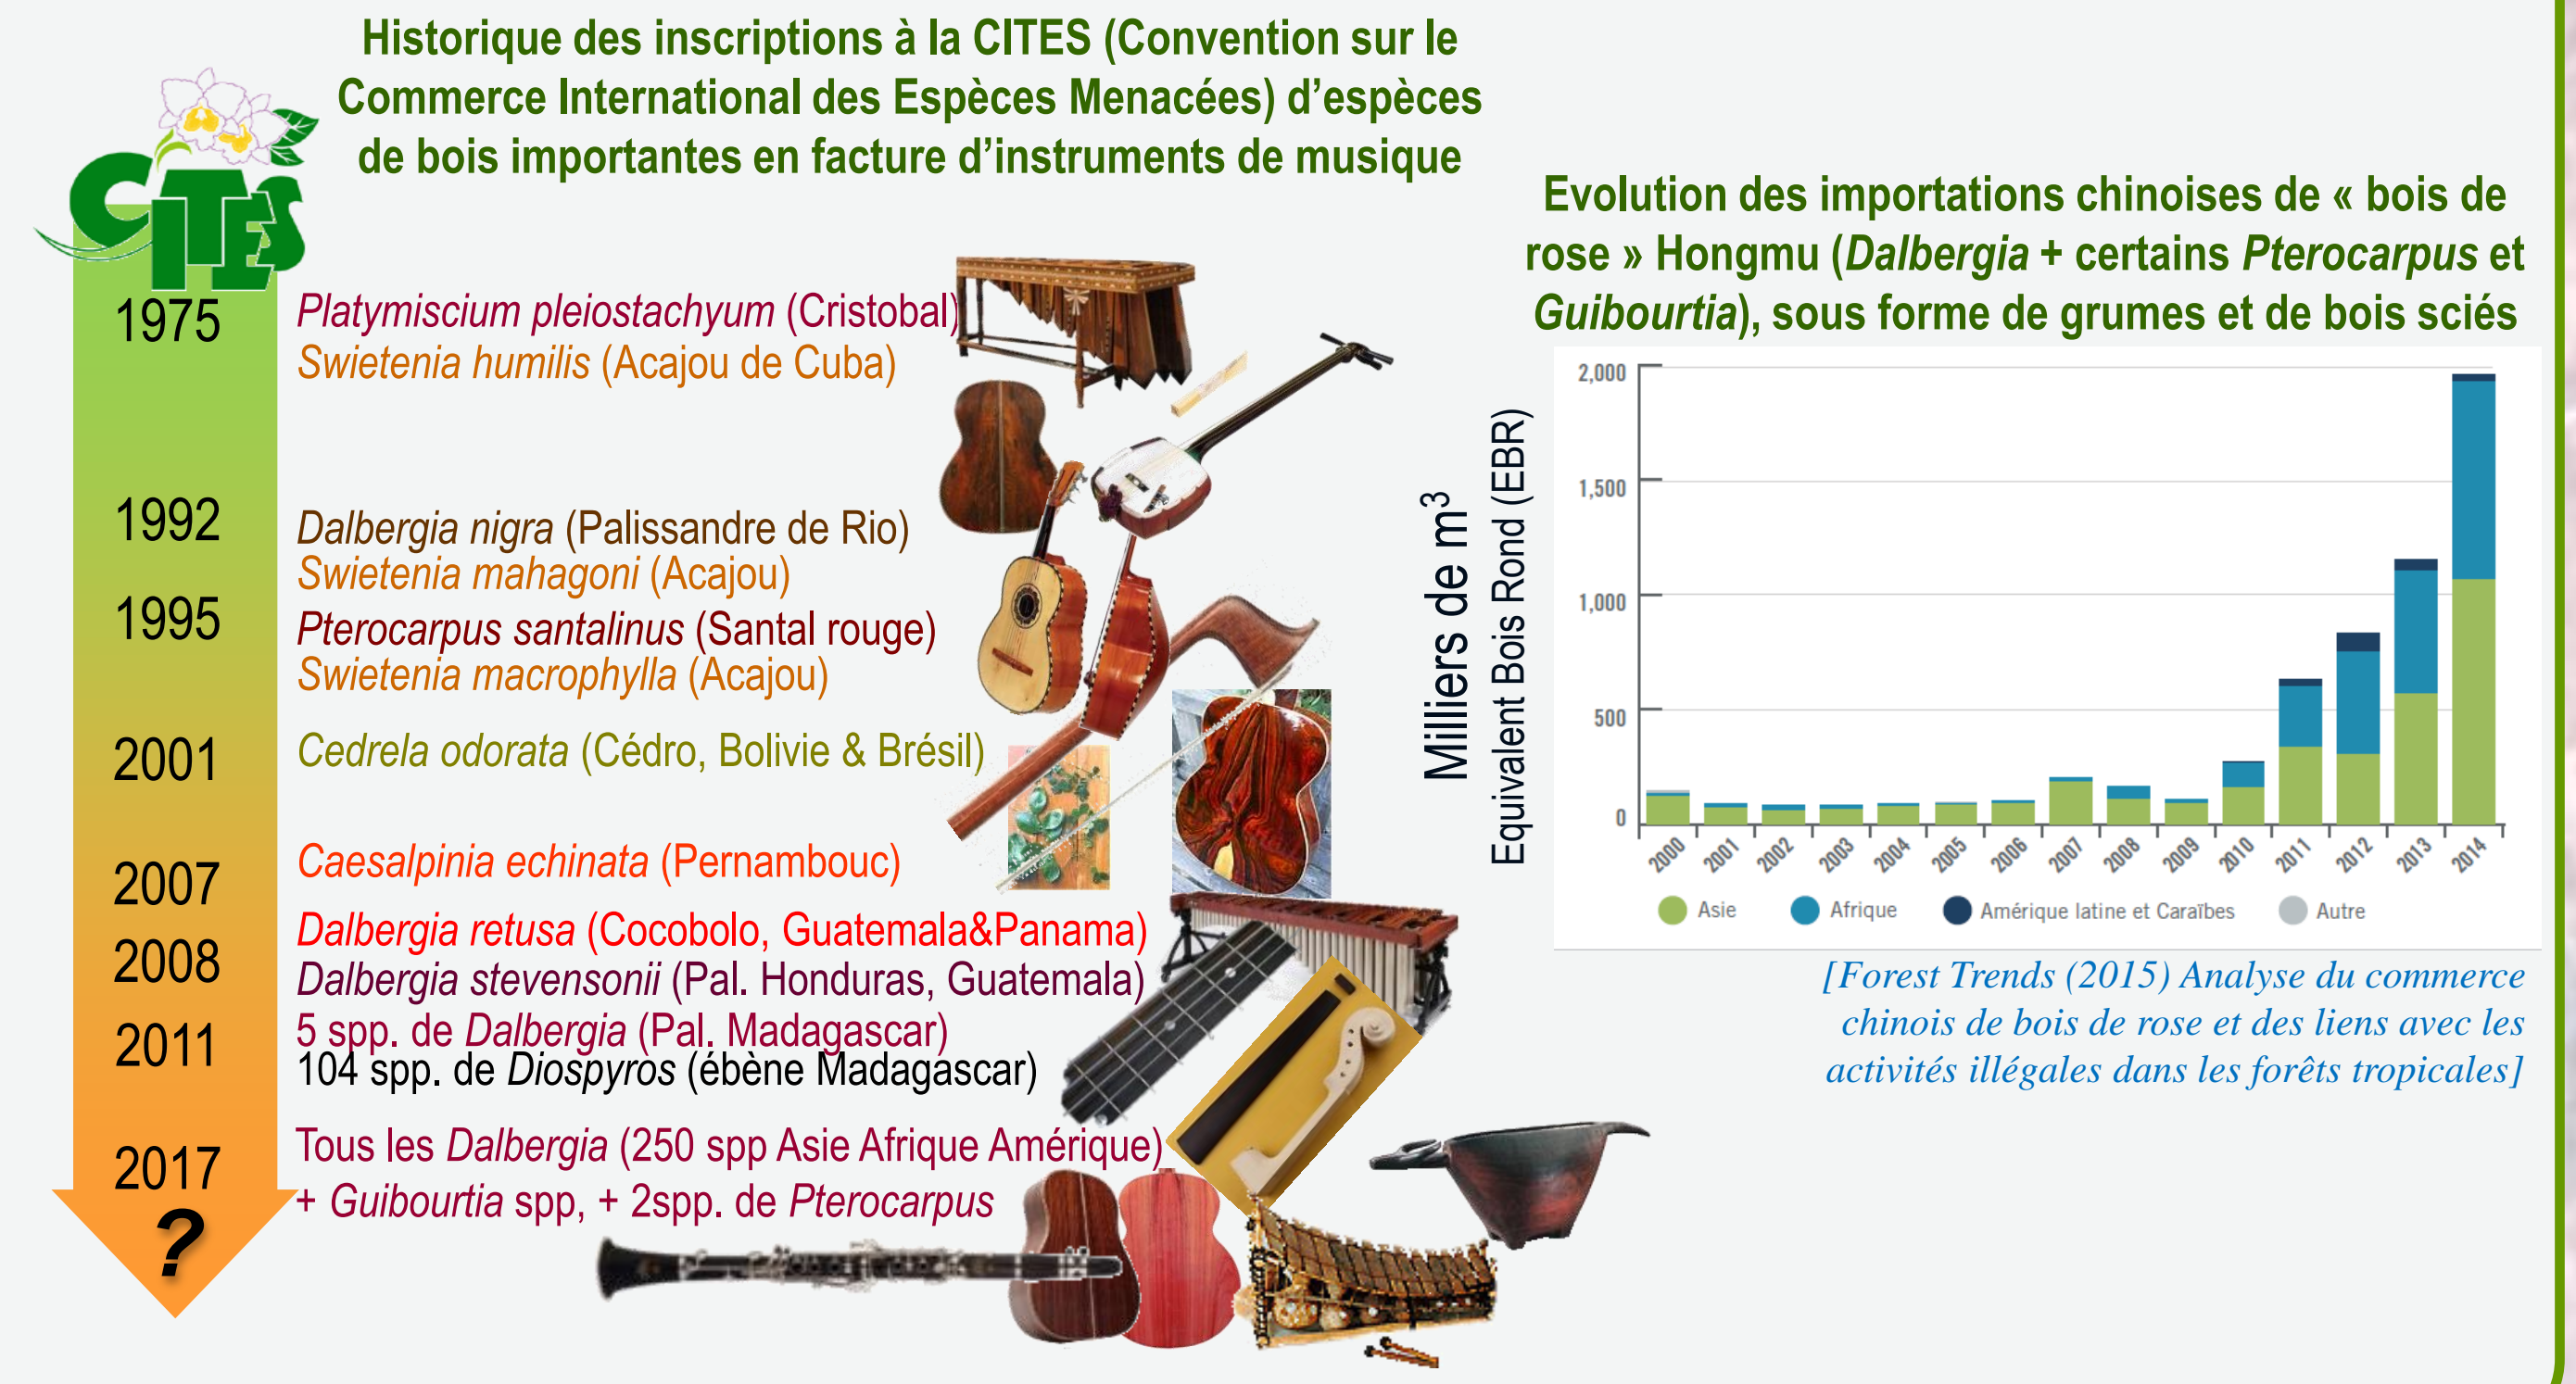 Historique des inscriptions à la CITES (Convention sur le
Commerce International des Espèces Menacées) d’espèces
de bois importantes en facture d’instruments de musique
CITES
1975
Platymiscium pleiostachyum (Cristobal)
Swietenia humilis (Acajou de Cuba)
1992
Dalbergia nigra (Palissandre de Rio)
Swietenia mahagoni (Acajou)
1995
Pterocarpus santalinus (Santal rouge)
Swietenia macrophylla (Acajou)
2001
Cedrela odorata (Cédro, Bolivie & Brésil)
2007
Caesalpinia echinata (Pernambouc)
2008
Dalbergia retusa (Cocobolo, Guatemala&Panama)
Dalbergia stevensonii (Pal. Honduras, Guatemala)
2011
5 spp. de Dalbergia (Pal. Madagascar)
104 spp. de Diospyros (ébène Madagascar)
2017
Tous les Dalbergia (250 spp Asie Afrique Amérique)
+ Guibourtia spp, + 2spp. de Pterocarpus
?
Evolution des importations chinoises de « bois de
rose » Hongmu (Dalbergia + certains Pterocarpus et
Guibourtia), sous forme de grumes et de bois sciés
Milliers de m³
Equivalent Bois Rond (EBR)
2,000
1,500
1,000
500
0
2000 2001 2002 2003 2004 2005 2006 2007 2008 2009 2010 2011 2012 2013 2014
Asie Afrique Amérique latine et Caraïbes Autre
[Forest Trends (2015) Analyse du commerce
chinois de bois de rose et des liens avec les
activités illégales dans les forêts tropicales]